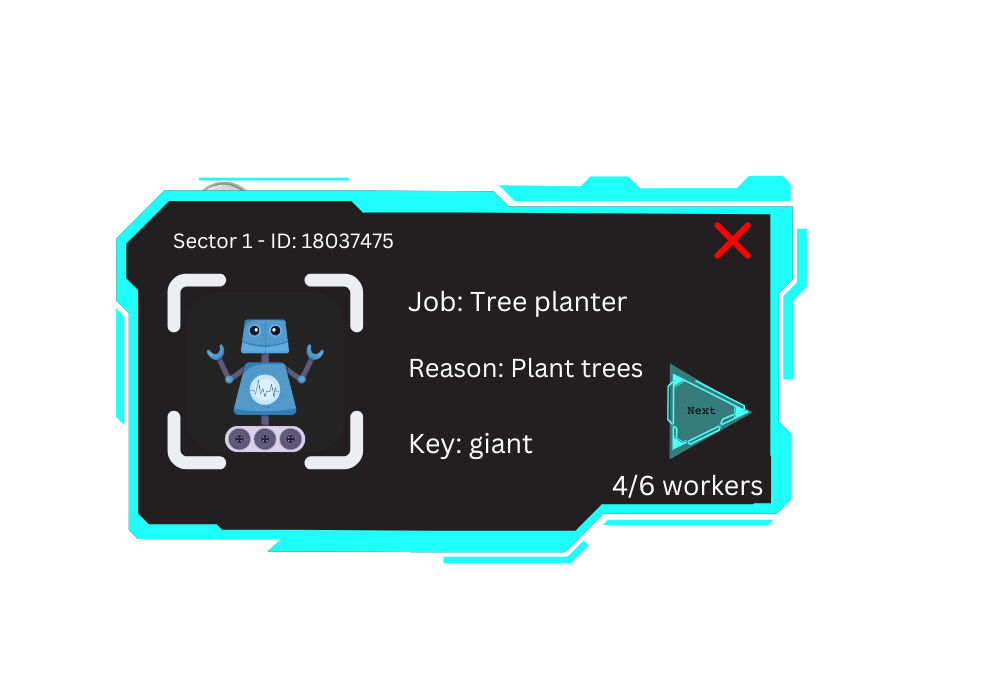 Sector 1 - ID: 18037475
Job: Tree planter
Reason: Plant trees
Next
Key: giant
4/6 workers